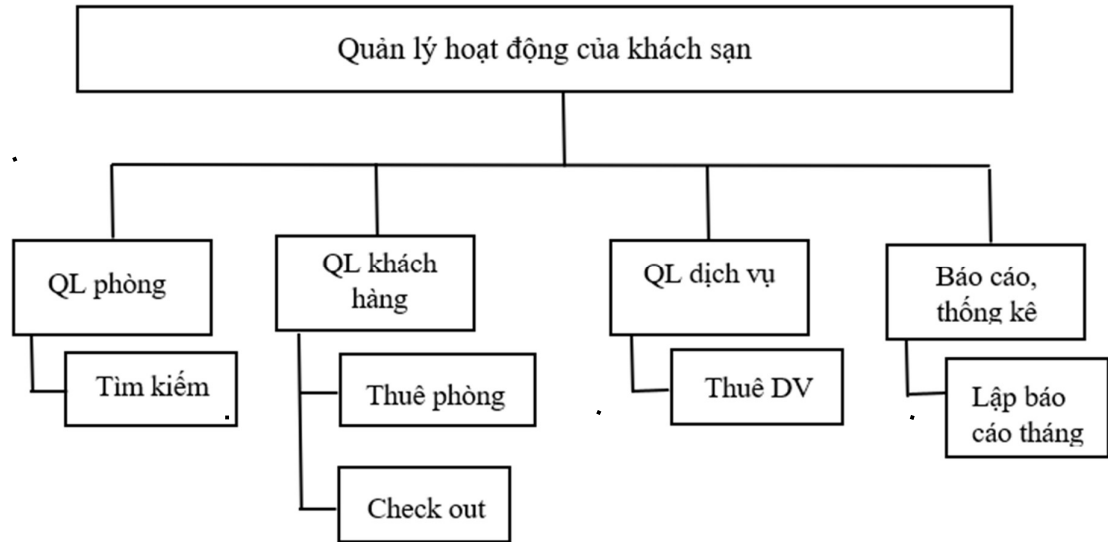 Quản lý hoạt động của khách sạn
QL phòng
Tìm kiếm
QL khách
hàng
Thuê phòng
Check out
QL dịch vụ
Thuê DV
Báo cáo,
thống kê
Lập báo
cáo tháng